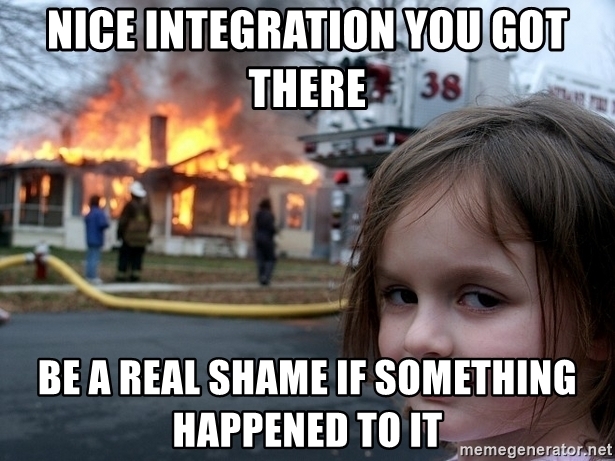 NICE INTEGRATION YOU GOT
THERE
38
BE A REAL SHAME IF SOMETHING
HAPPENED TO IT
memegenerator.net